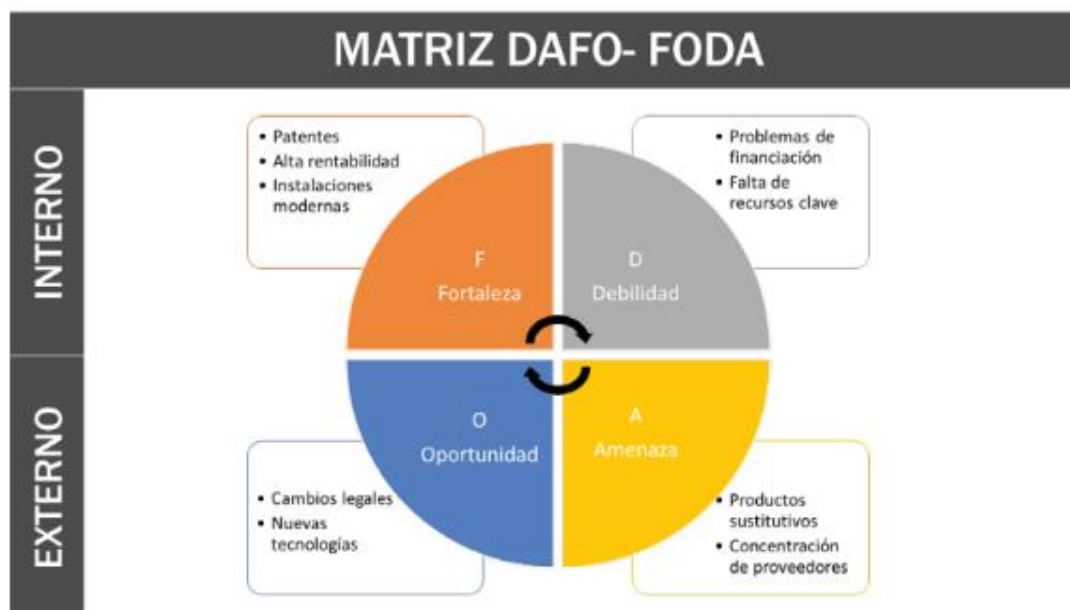 MATRIZ DAFO- FODA
INTERNO
• Patentes
• Alta rentabilidad
• Instalaciones
modernas
• Problemas de
financiación
• Falta de
recursos clave
F
Fortaleza
D
Debilidad
EXTERNO
O
Oportunidad
A
Amenaza
• Cambios legales
• Nuevas
tecnologías
• Productos
sustitutivos
• Concentración
de proveedores